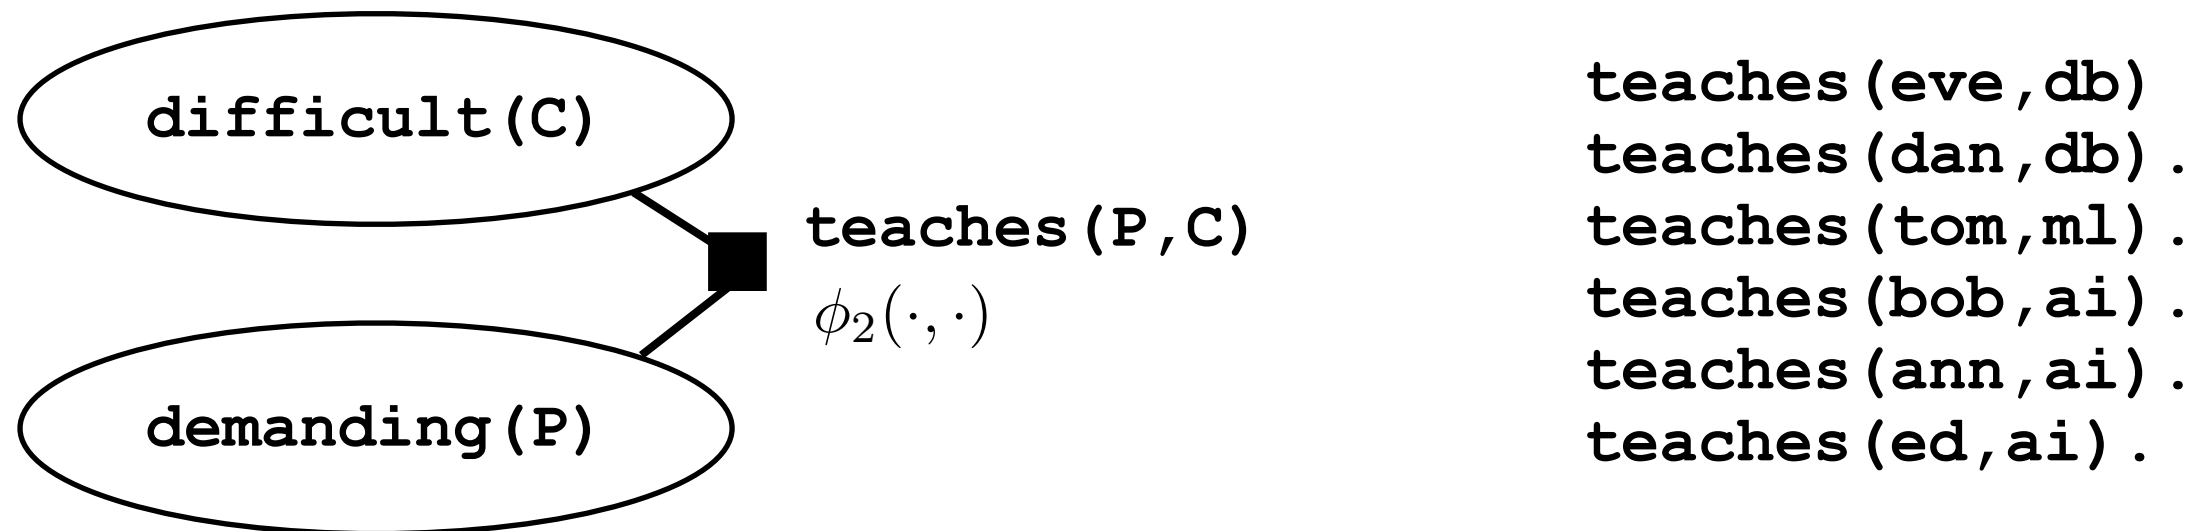 difficult(C)
teaches(P,C)
ϕ₂(·,·)
demanding(P)
teaches(eve,db)
teaches(dan,db).
teaches(tom,ml).
teaches(bob,ai).
teaches(ann,ai).
teaches(ed,ai).